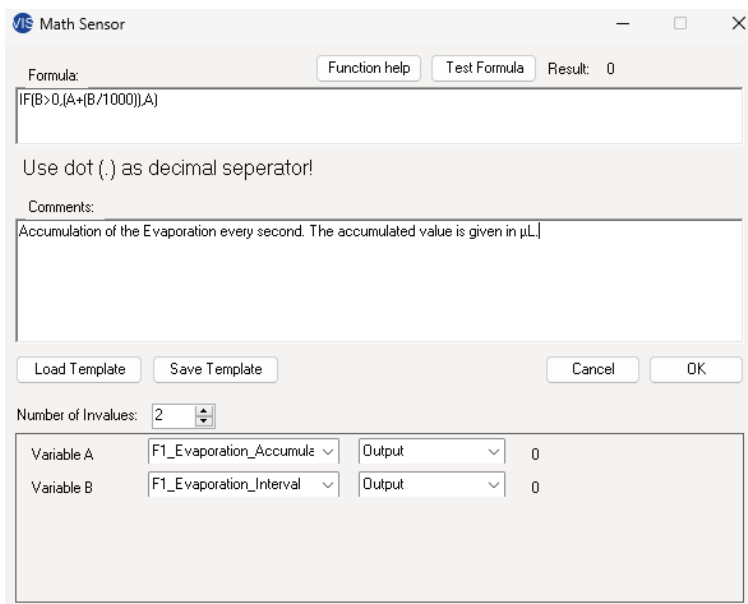 VIS Math Sensor
Formula:
Function help
Test Formula
Result: 0
IF(B>0,(A+(B/1000)),A)
Use dot (.) as decimal seperator!
Comments:
Accumulation of the Evaporation every second. The accumulated value is given in µL.
Load Template
Save Template
Cancel
OK
Number of Invalues: 2
Variable A F1_Evaporation_Accumula Output 0
Variable B F1_Evaporation_Interval Output 0